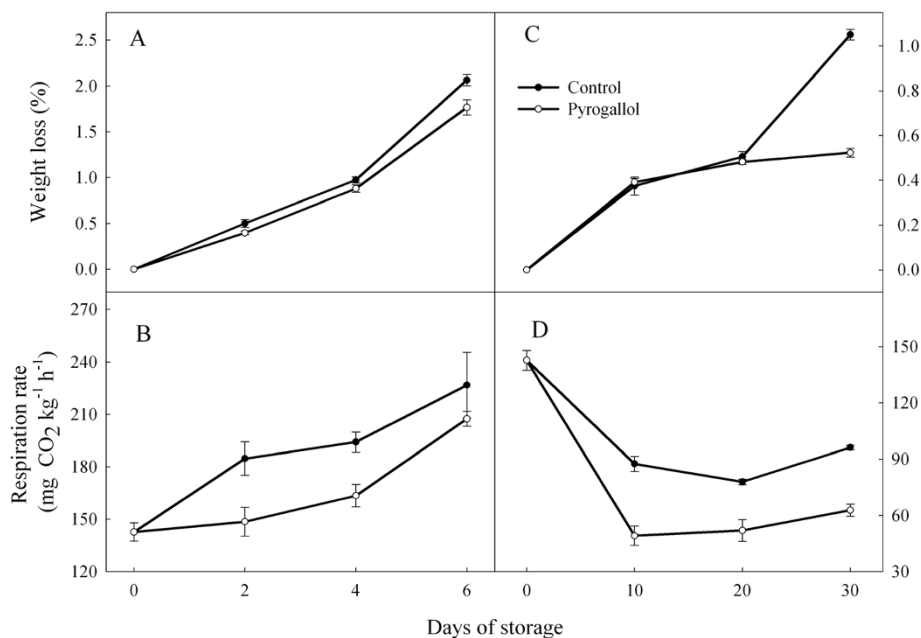 A
C
2.5
2.0
1.5
1.0
0.5
0.0
Weight loss (%)
Control
Pyrogallol
1.0
0.8
0.6
0.4
0.2
0.0
B
D
270
240
210
180
150
120
Respiration rate
(mg CO2 kg-1 h-1)
150
120
90
60
30
0 2 4 6
0 10 20 30
Days of storage